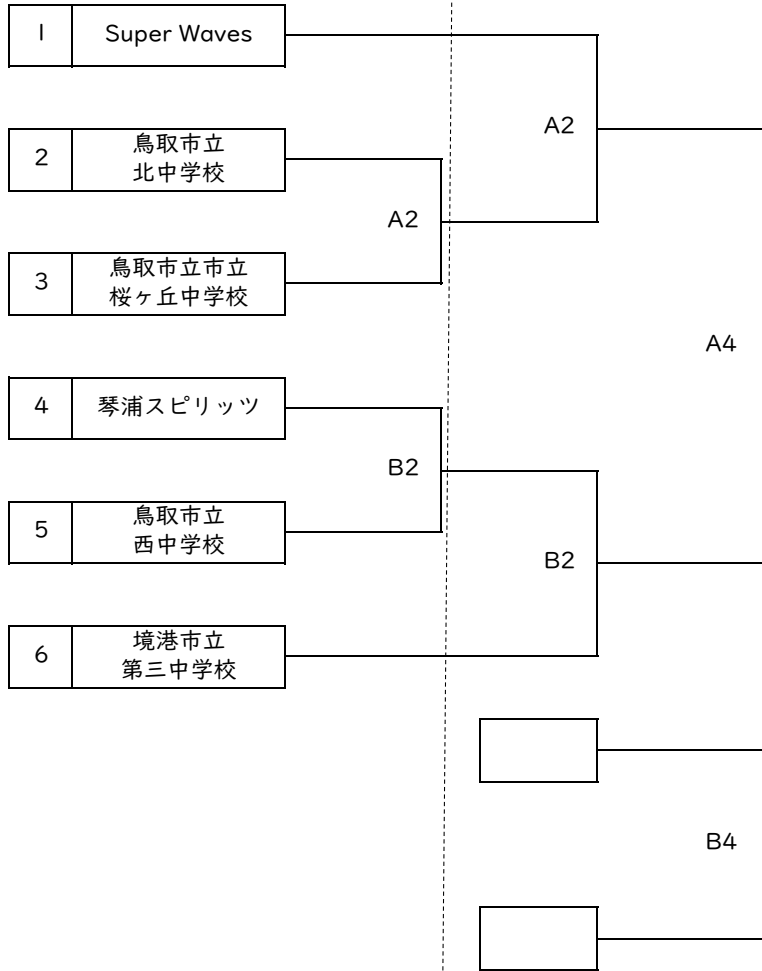 1 Super Waves
A2
2 鳥取市立
北中学校
A2
3 鳥取市立市立
桜ヶ丘中学校
A4
4 琴浦スピリッツ
B2
5 鳥取市立
西中学校
B2
6 境港市立
第三中学校
B4